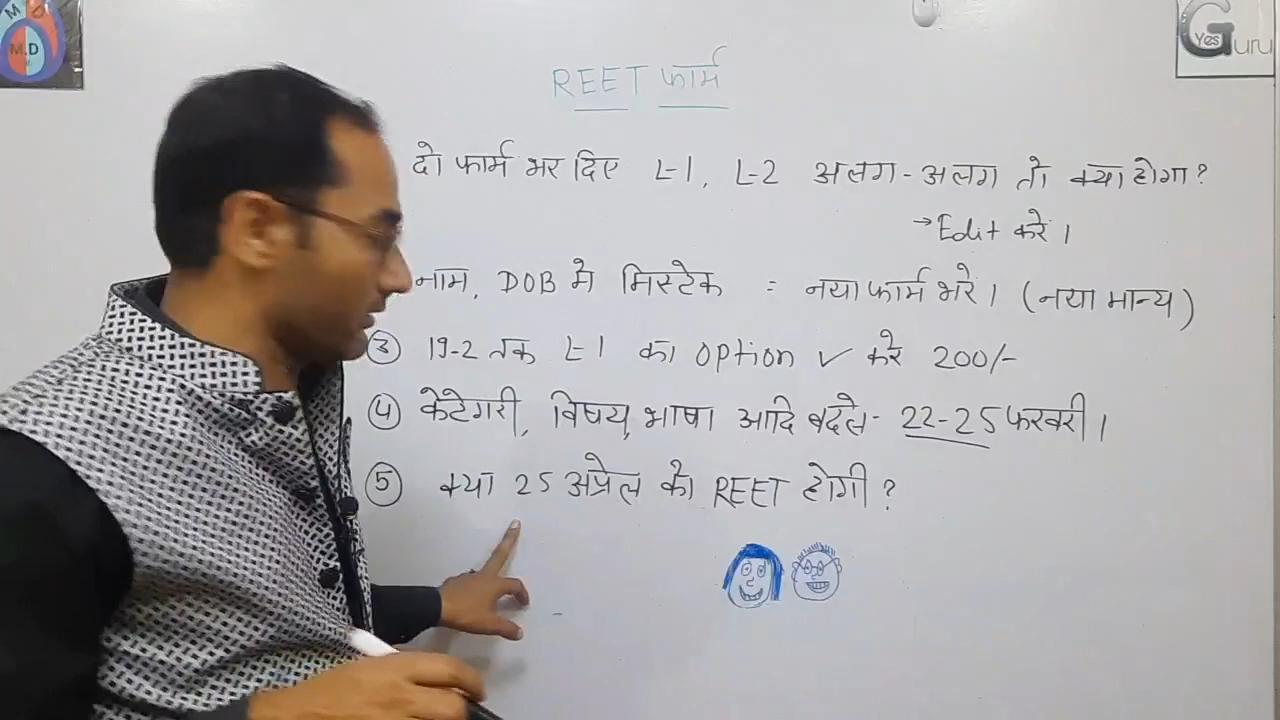 M D
M.D
Yes Guru
REET फार्म
दो फार्म भर दिए L-1, L-2 अलग-अलग तो क्या होगा?
→ Edit करें।
नाम, DOB मे मिस्टेक = नया फार्म भरे। (नया मान्य)
③ 19-2 तक L-1 का option ✓ करे 200/-
④ केटेगरी, विषय, भाषा आदि बदले- 22-25 फरवरी।
⑤ क्या 25 अप्रेल को REET होगी?